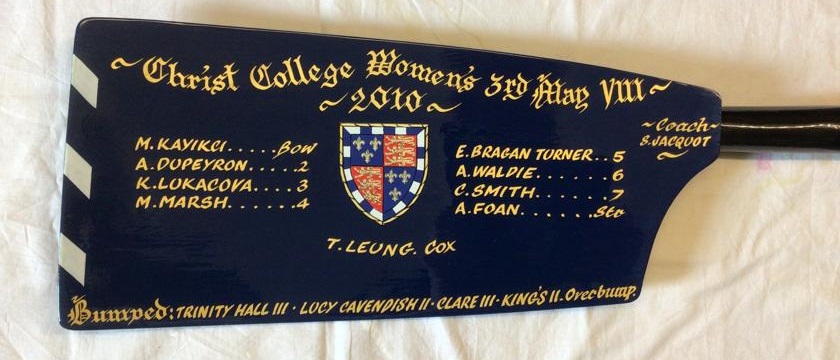 ~Christ College Women's 3rd May VIII~
~2010~
~Coach~
S.JACQUOT
M.KAYIKCI.....Bow
A.DUPEYRON.....2
K.LUKACOVA....3
M.MARSH........4
E.BRAGAN TURNER..5
A.WALDIE......6
C.SMITH.......7
A.FOAN......Str
T.LEUNG. COX
Bumped: TRINITY HALL III · LUCY CAVENDISH II · CLARE III · KING'S II. Overbump.